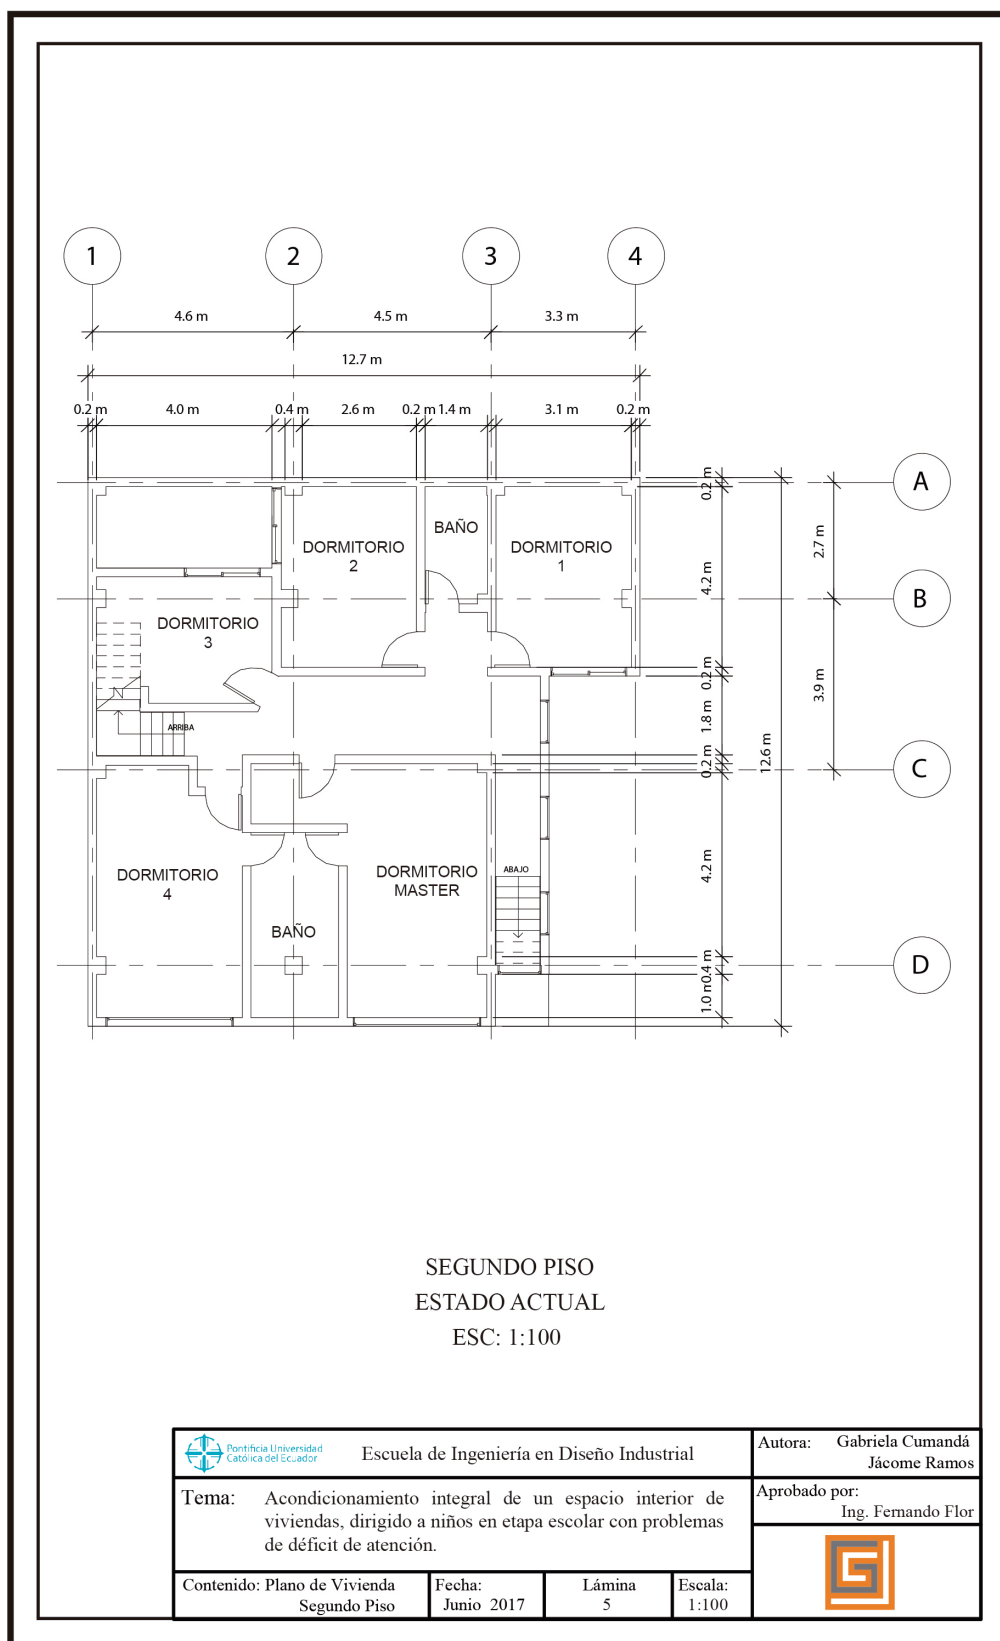 1 2 3 4
4.6 m 4.5 m 3.3 m
12.7 m
0.2 m 4.0 m 0.4 m 2.6 m 0.2 m 1.4 m 3.1 m 0.2 m
A
B
C
D
0.2 m
4.2 m
0.2 m
1.8 m
0.2 m
4.2 m
0.4 m
1.0 m
12.6 m
2.7 m
3.9 m
BAÑO
DORMITORIO
2
DORMITORIO
1
DORMITORIO
3
ARRIBA
DORMITORIO
4
BAÑO
DORMITORIO
MASTER
ABAJO
SEGUNDO PISO
ESTADO ACTUAL
ESC: 1:100
Pontificia Universidad
Católica del Ecuador
Escuela de Ingeniería en Diseño Industrial
Autora: Gabriela Cumandá
Jácome Ramos
Tema: Acondicionamiento integral de un espacio interior de
viviendas, dirigido a niños en etapa escolar con problemas
de déficit de atención.
Aprobado por:
Ing. Fernando Flor
Contenido: Plano de Vivienda
Segundo Piso
Fecha:
Junio 2017
Lámina
5
Escala:
1:100